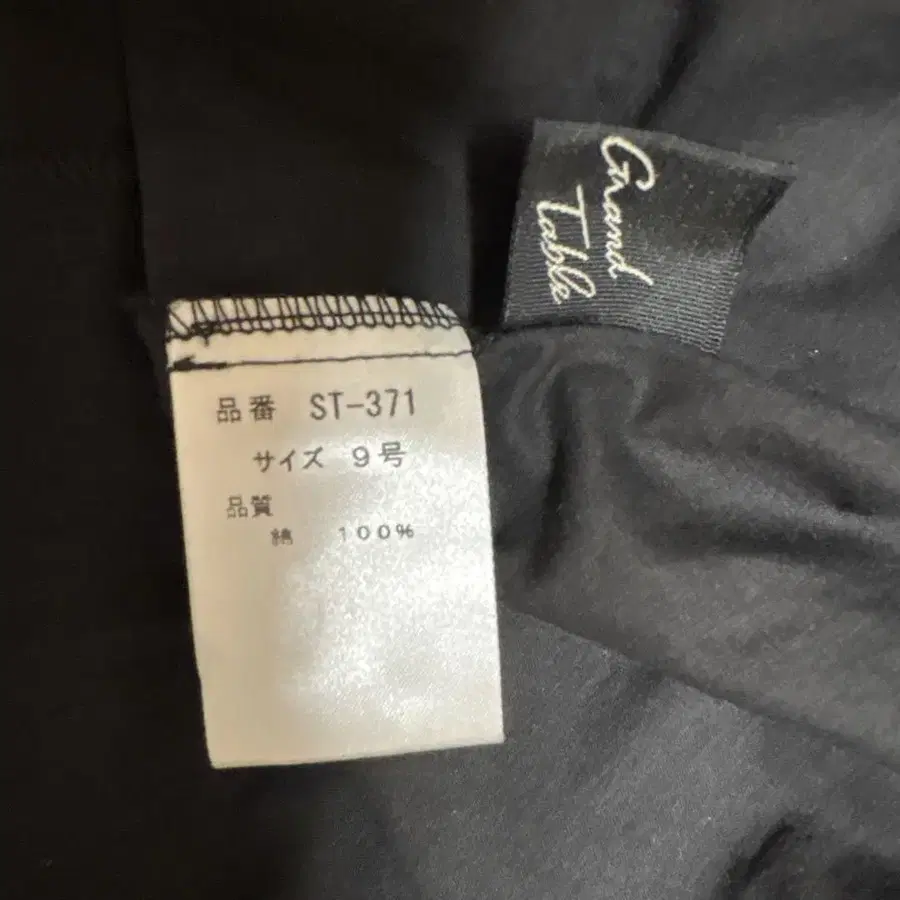 Grand
Table
品番 ST-371
サイズ 9号
品質
綿 100%